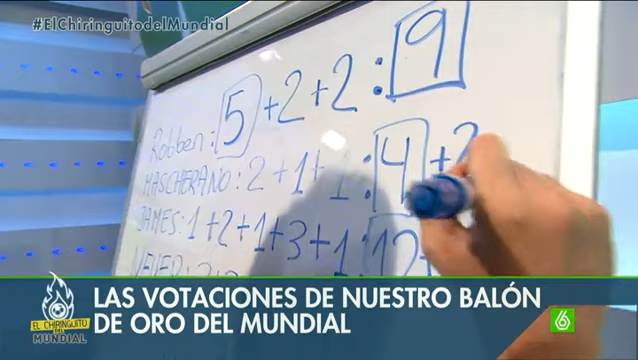 #ElChiringuitodelMundial
Robben: 5 +2+2 : 9
MASCHERANO: 2+1+1 : 4 +2
JAMES: 1+2+1+3+1 : 12
LAS VOTACIONES DE NUESTRO BALÓN
DE ORO DEL MUNDIAL
EL CHIRINGUITO
DEL
MUNDIAL
6